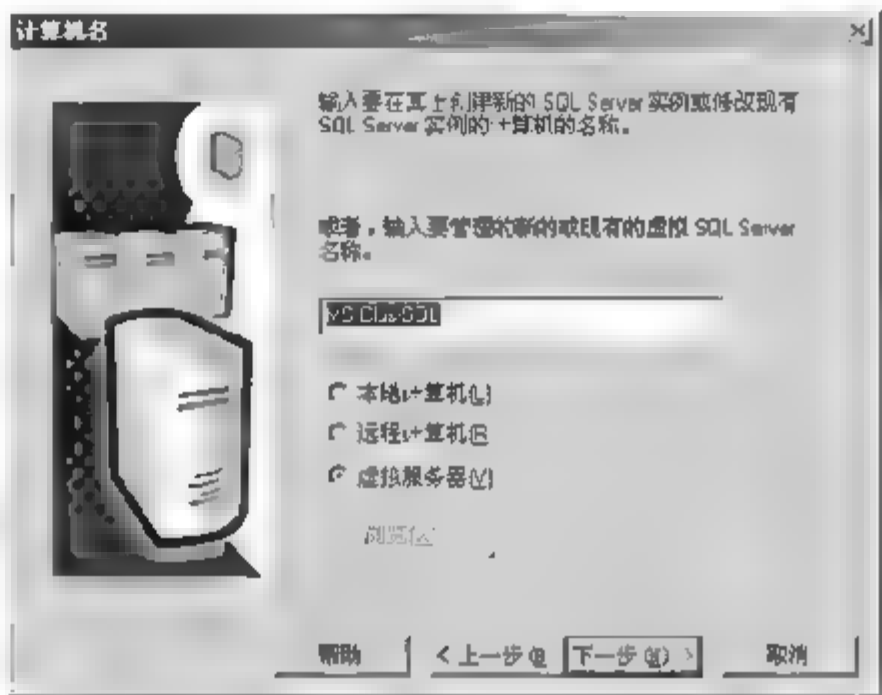 计算机名
输入要在其上创建新的 SQL Server 实例或修改现有
SQL Server 实例的计算机的名称。
或者，输入要管理的新的或现有的虚拟 SQL Server
名称。
本地计算机(L)
远程计算机(R
虚拟服务器(V)
浏览
帮助
< 上一步(B
下一步(N) >
取消